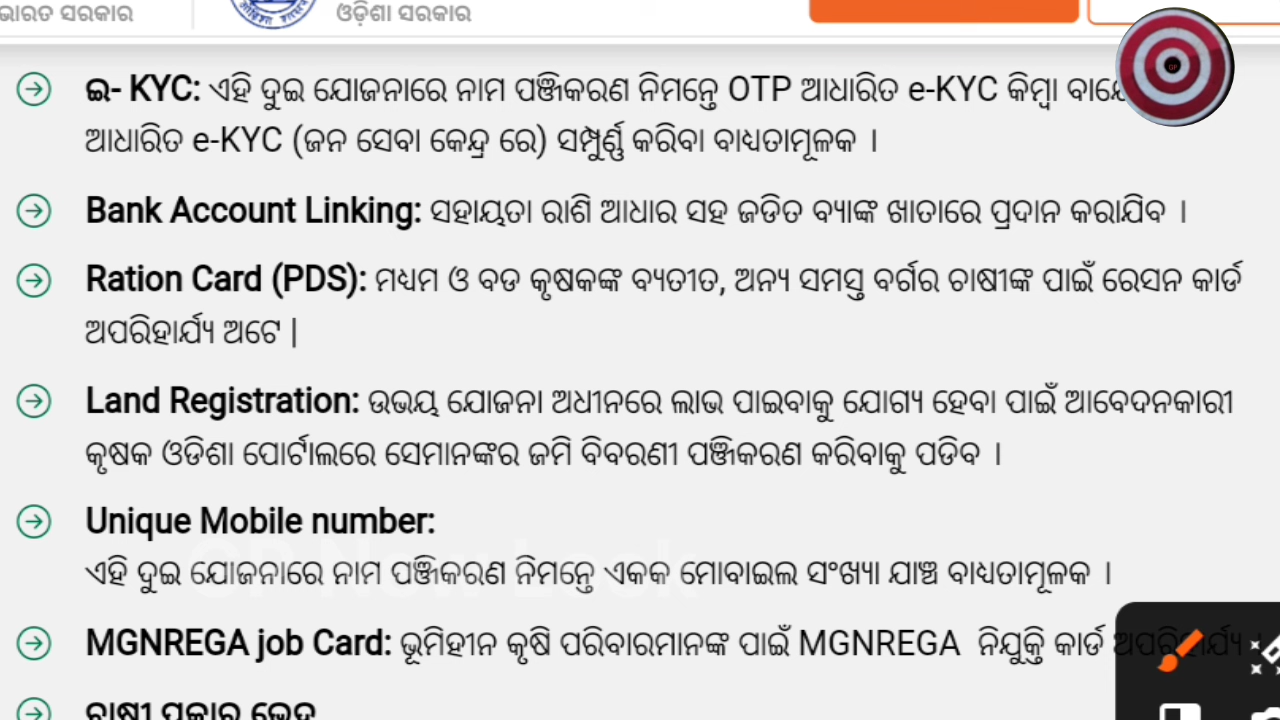 ଭାରତ ସରକାର
ଓଡ଼ିଶା ସରକାର
ଇ- KYC: ଏହି ଦୁଇ ଯୋଜନାରେ ନାମ ପଞ୍ଜିକରଣ ନିମନ୍ତେ OTP ଆଧାରିତ e-KYC କିମ୍ବା
ଆଧାରିତ e-KYC (ଜନ ସେବା କେନ୍ଦ୍ର ରେ) ସମ୍ପୁର୍ଣ୍ଣ କରିବା ବାଧ୍ୟତାମୂଳକ ।
Bank Account Linking: ସହାୟତା ରାଶି ଆଧାର ସହ ଜଡିତ ବ୍ୟାଙ୍କ ଖାତାରେ ପ୍ରଦାନ କରାଯିବ ।
Ration Card (PDS): ମଧ୍ୟମ ଓ ବଡ କୃଷକଙ୍କ ବ୍ୟତୀତ, ଅନ୍ୟ ସମସ୍ତ ବର୍ଗର ଚାଷୀଙ୍କ ପାଇଁ ରେସନ କାର୍ଡ
ଅପରିହାର୍ଯ୍ୟ ଅଟେ |
Land Registration: ଉଭୟ ଯୋଜନା ଅଧୀନରେ ଲାଭ ପାଇବାକୁ ଯୋଗ୍ୟ ହେବା ପାଇଁ ଆବେଦନକାରୀ
କୃଷକ ଓଡିଶା ପୋର୍ଟାଲରେ ସେମାନଙ୍କର ଜମି ବିବରଣୀ ପଞ୍ଜିକରଣ କରିବାକୁ ପଡିବ ।
Unique Mobile number:
ଏହି ଦୁଇ ଯୋଜନାରେ ନାମ ପଞ୍ଜିକରଣ ନିମନ୍ତେ ଏକକ ମୋବାଇଲ ସଂଖ୍ୟା ଯାଞ୍ଚ ବାଧ୍ୟତାମୂଳକ ।
MGNREGA job Card: ଭୂମିହୀନ କୃଷି ପରିବାରମାନଙ୍କ ପାଇଁ MGNREGA ନିଯୁକ୍ତି କାର୍ଡ ଅପରିହାର୍ଯ୍ୟ ।
ଚାଷୀ ପ୍ରକାର ଭେଦ